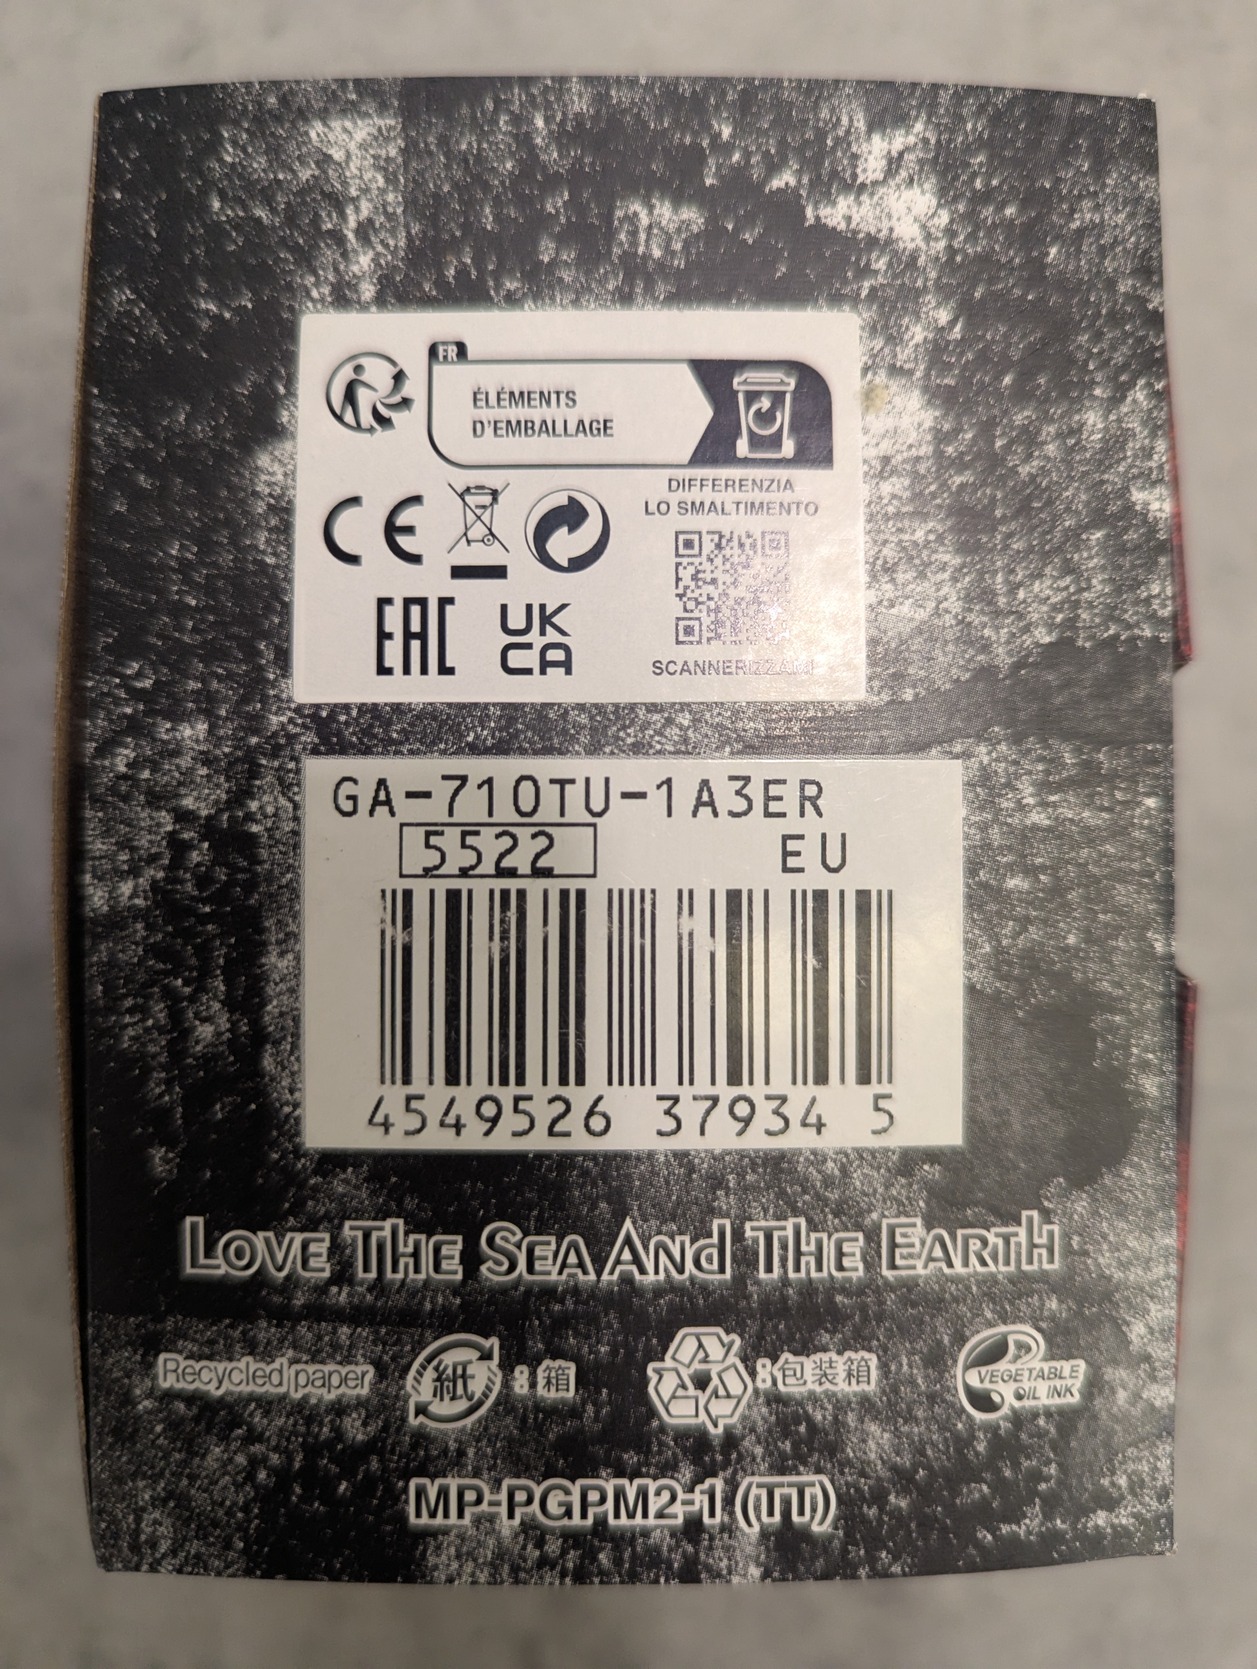 FR
ÉLÉMENTS
D'EMBALLAGE
DIFFERENZIA
LO SMALTIMENTO
CE
EAC
UK
CA
SCANNERIZZAMI
GA-710TU-1A3ER
5522 EU
4549526 37934 5
LOVE THE SEA AND THE EARTH
Recycled paper 紙:箱 :包装箱 VEGETABLE
OIL INK
MP-PGPM2-1 (TT)